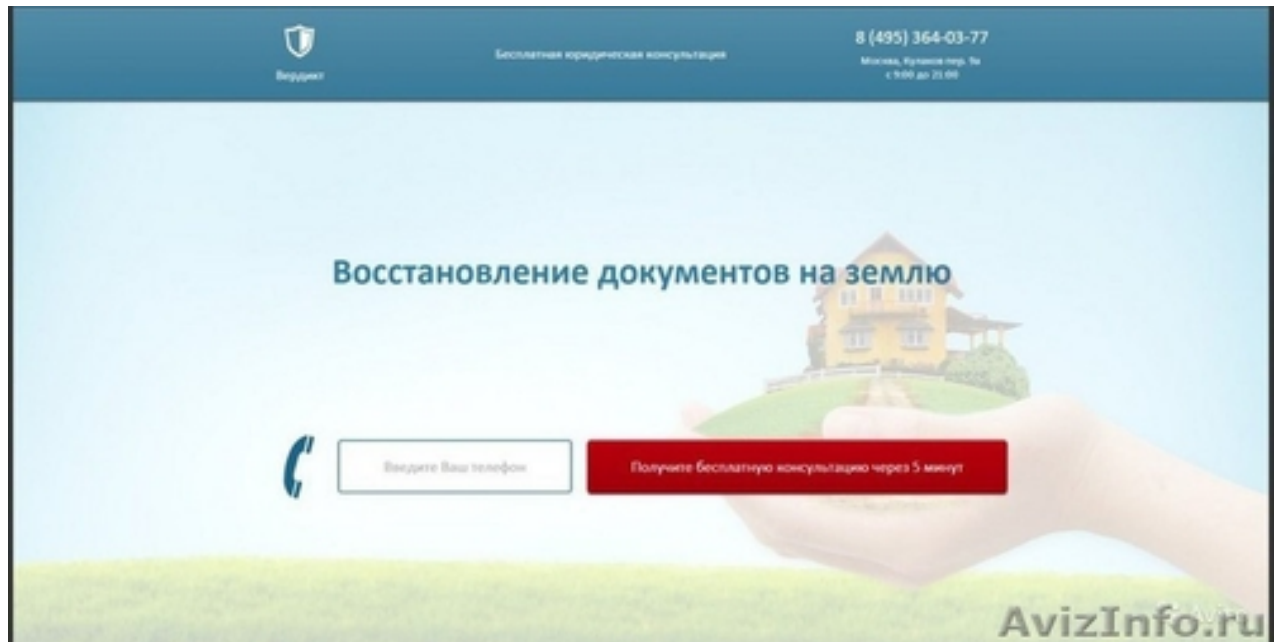 Вердикт
Бесплатная юридическая консультация
8 (495) 364-03-77
Москва, Кулаков пер. 9а
с 9:00 до 21:00
Восстановление документов на землю
Введите Ваш телефон
Получите бесплатную консультацию через 5 минут
AvizInfo.ru